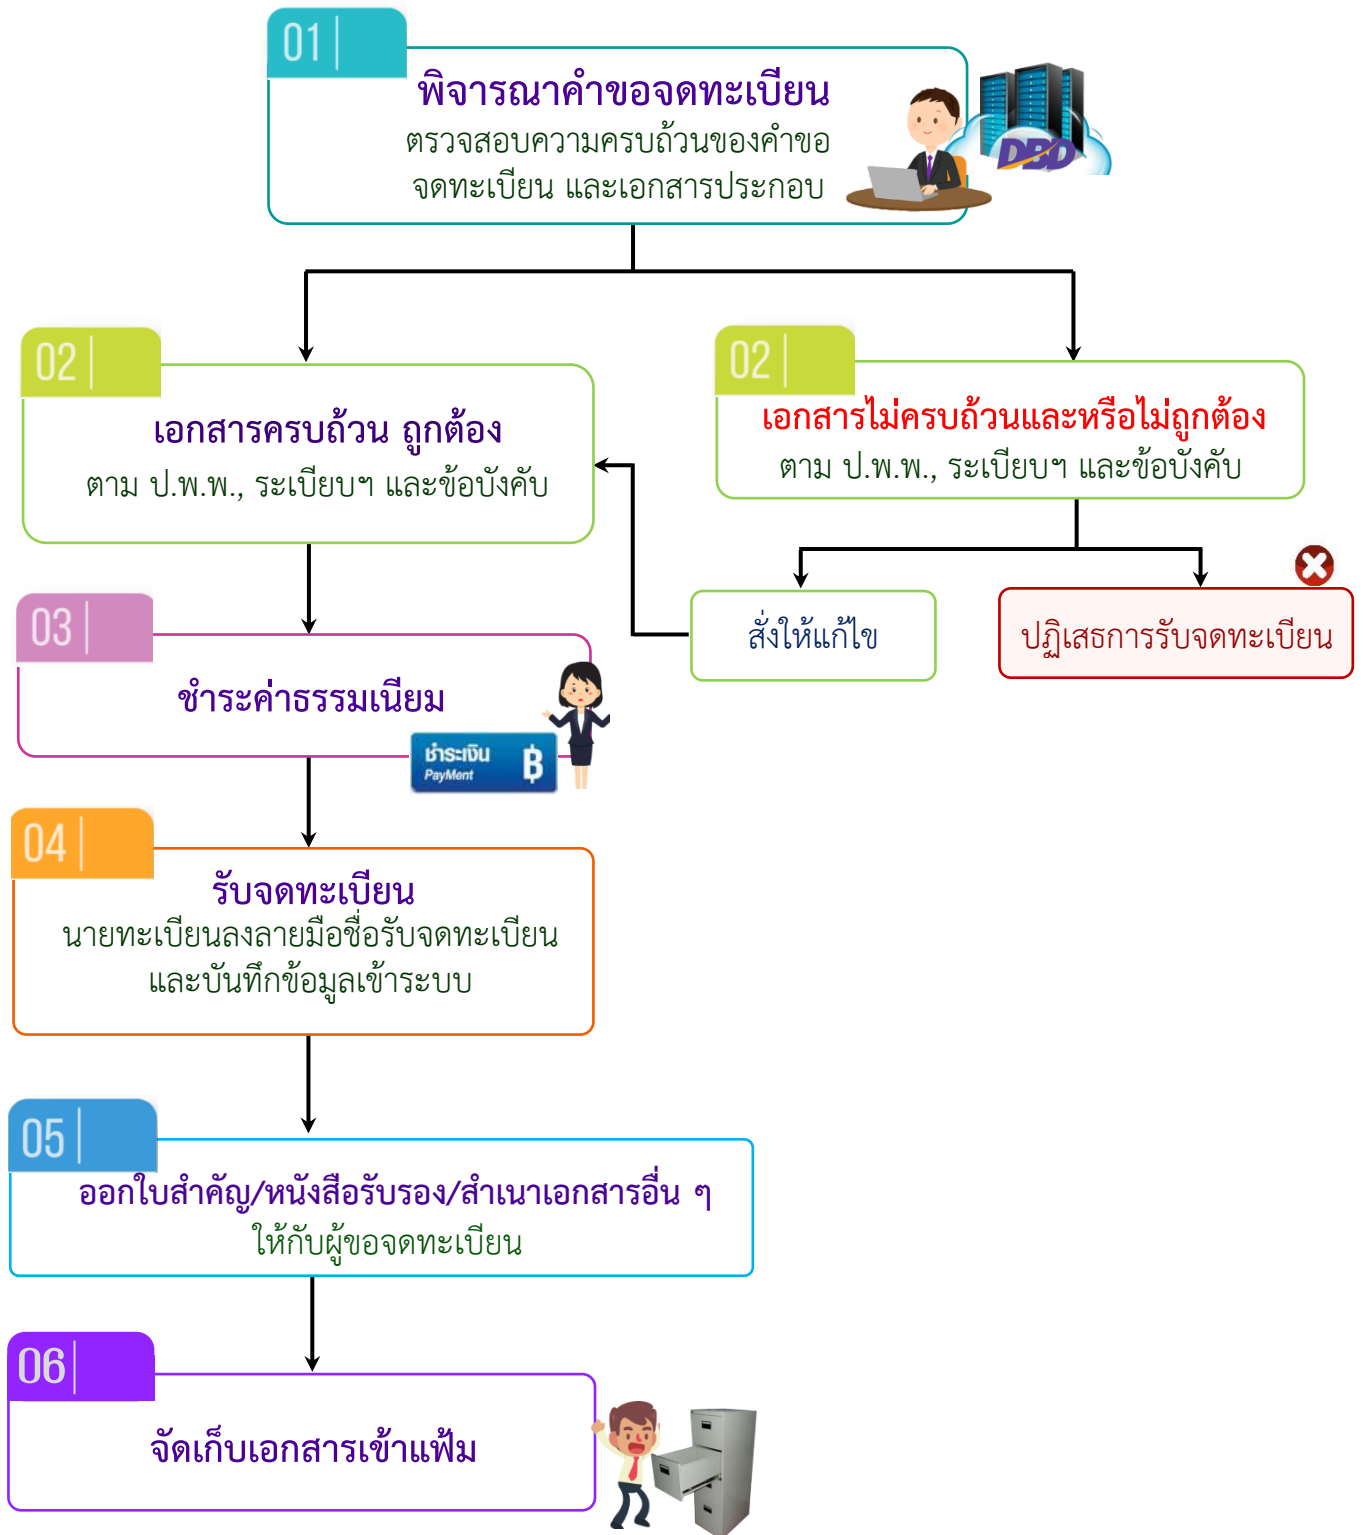 01
พิจารณาคำขอจดทะเบียน
ตรวจสอบความครบถ้วนของคำขอ
จดทะเบียน และเอกสารประกอบ
DBD
02
เอกสารครบถ้วน ถูกต้อง
ตาม ป.พ.พ., ระเบียบฯ และข้อบังคับ
02
เอกสารไม่ครบถ้วนและหรือไม่ถูกต้อง
ตาม ป.พ.พ., ระเบียบฯ และข้อบังคับ
สั่งให้แก้ไข
ปฏิเสธการรับจดทะเบียน
03
ชำระค่าธรรมเนียม
ชำระเงิน
PayMent
฿
04
รับจดทะเบียน
นายทะเบียนลงลายมือชื่อรับจดทะเบียน
และบันทึกข้อมูลเข้าระบบ
05
ออกใบสำคัญ/หนังสือรับรอง/สำเนาเอกสารอื่น ๆ
ให้กับผู้ขอจดทะเบียน
06
จัดเก็บเอกสารเข้าแฟ้ม